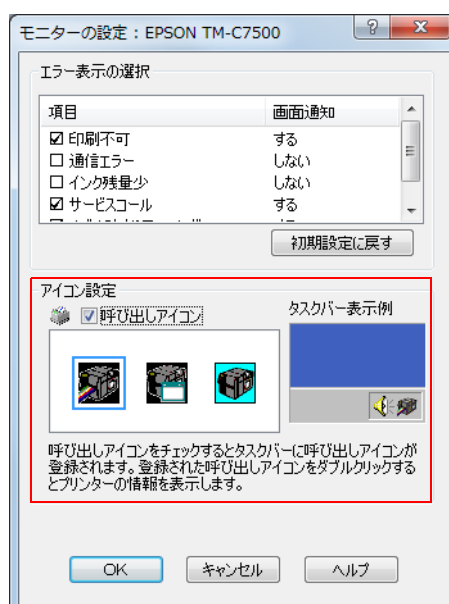 モニターの設定：EPSON TM-C7500
エラー表示の選択
項目 画面通知
印刷不可 する
通信エラー しない
インク残量少 しない
サービスコール する
初期設定に戻す
アイコン設定
呼び出しアイコン
タスクバー表示例
呼び出しアイコンをチェックするとタスクバーに呼び出しアイコンが
登録されます。登録された呼び出しアイコンをダブルクリックする
とプリンターの情報を表示します。
OK キャンセル ヘルプ